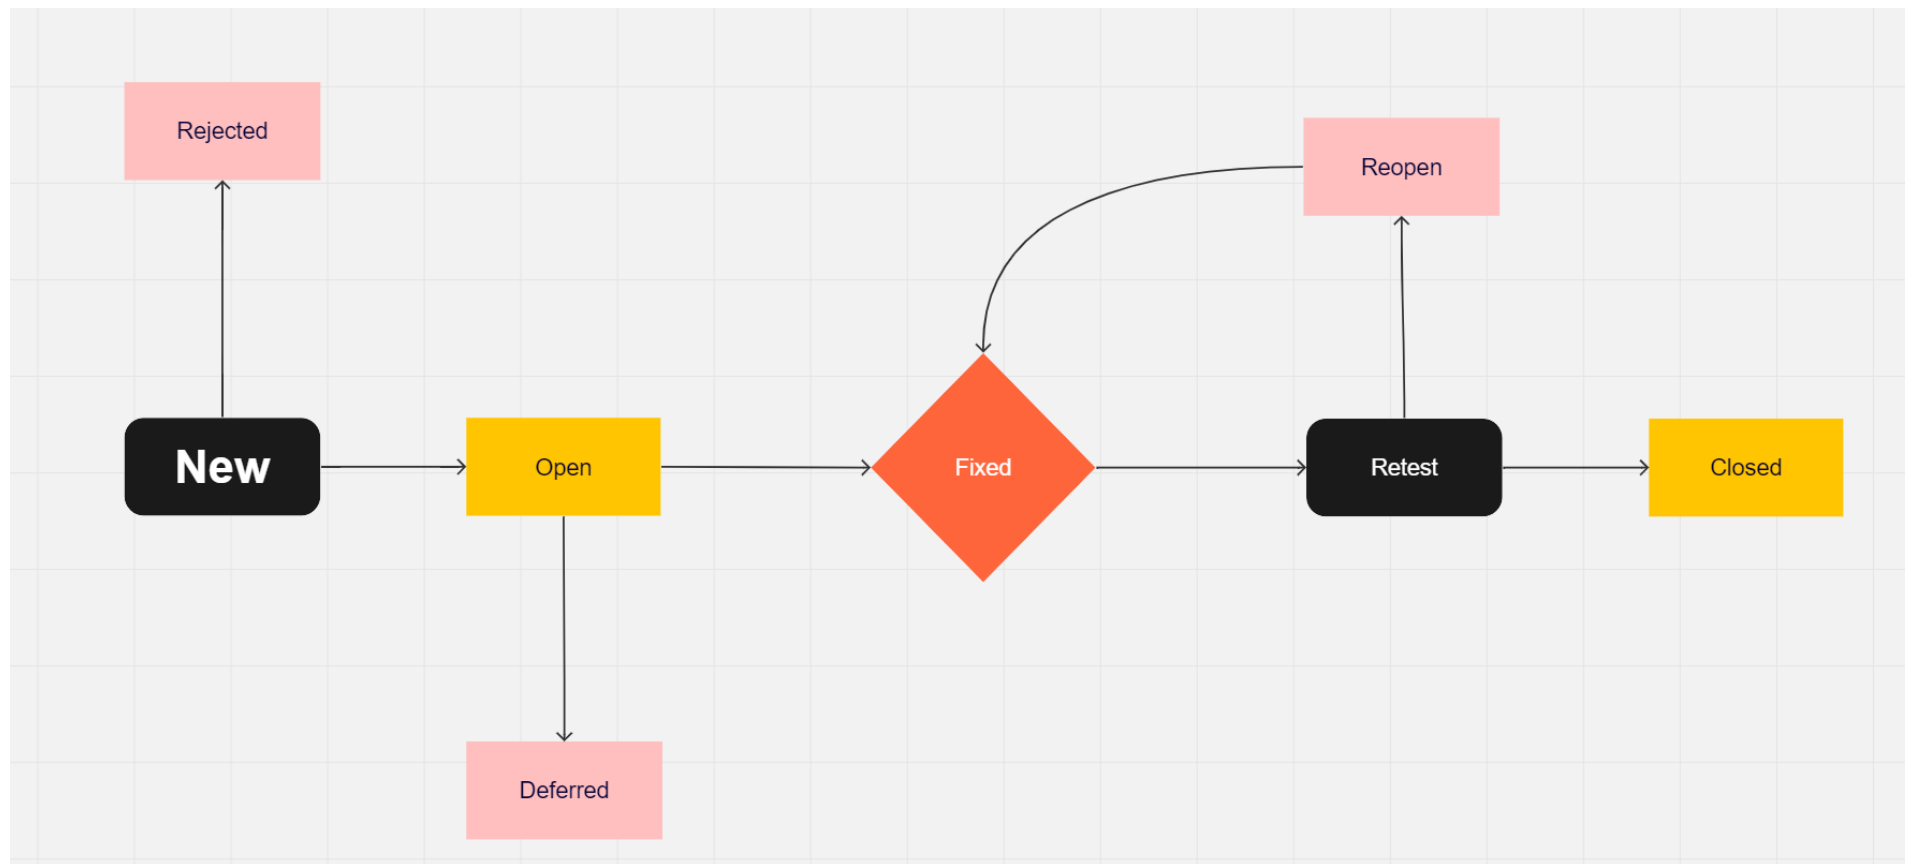 Rejected
Reopen
New
Open
Fixed
Retest
Closed
Deferred